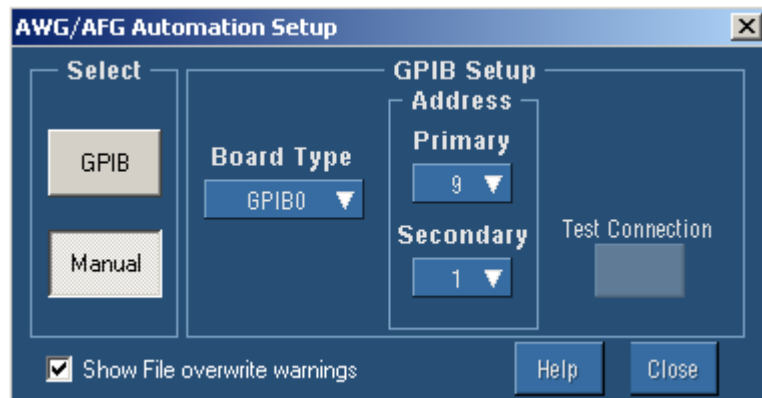 AWG/AFG Automation Setup
Select
GPIB
Manual
GPIB Setup
Board Type
GPIB0
Address
Primary
9
Secondary
1
Test Connection
Show File overwrite warnings
Help
Close